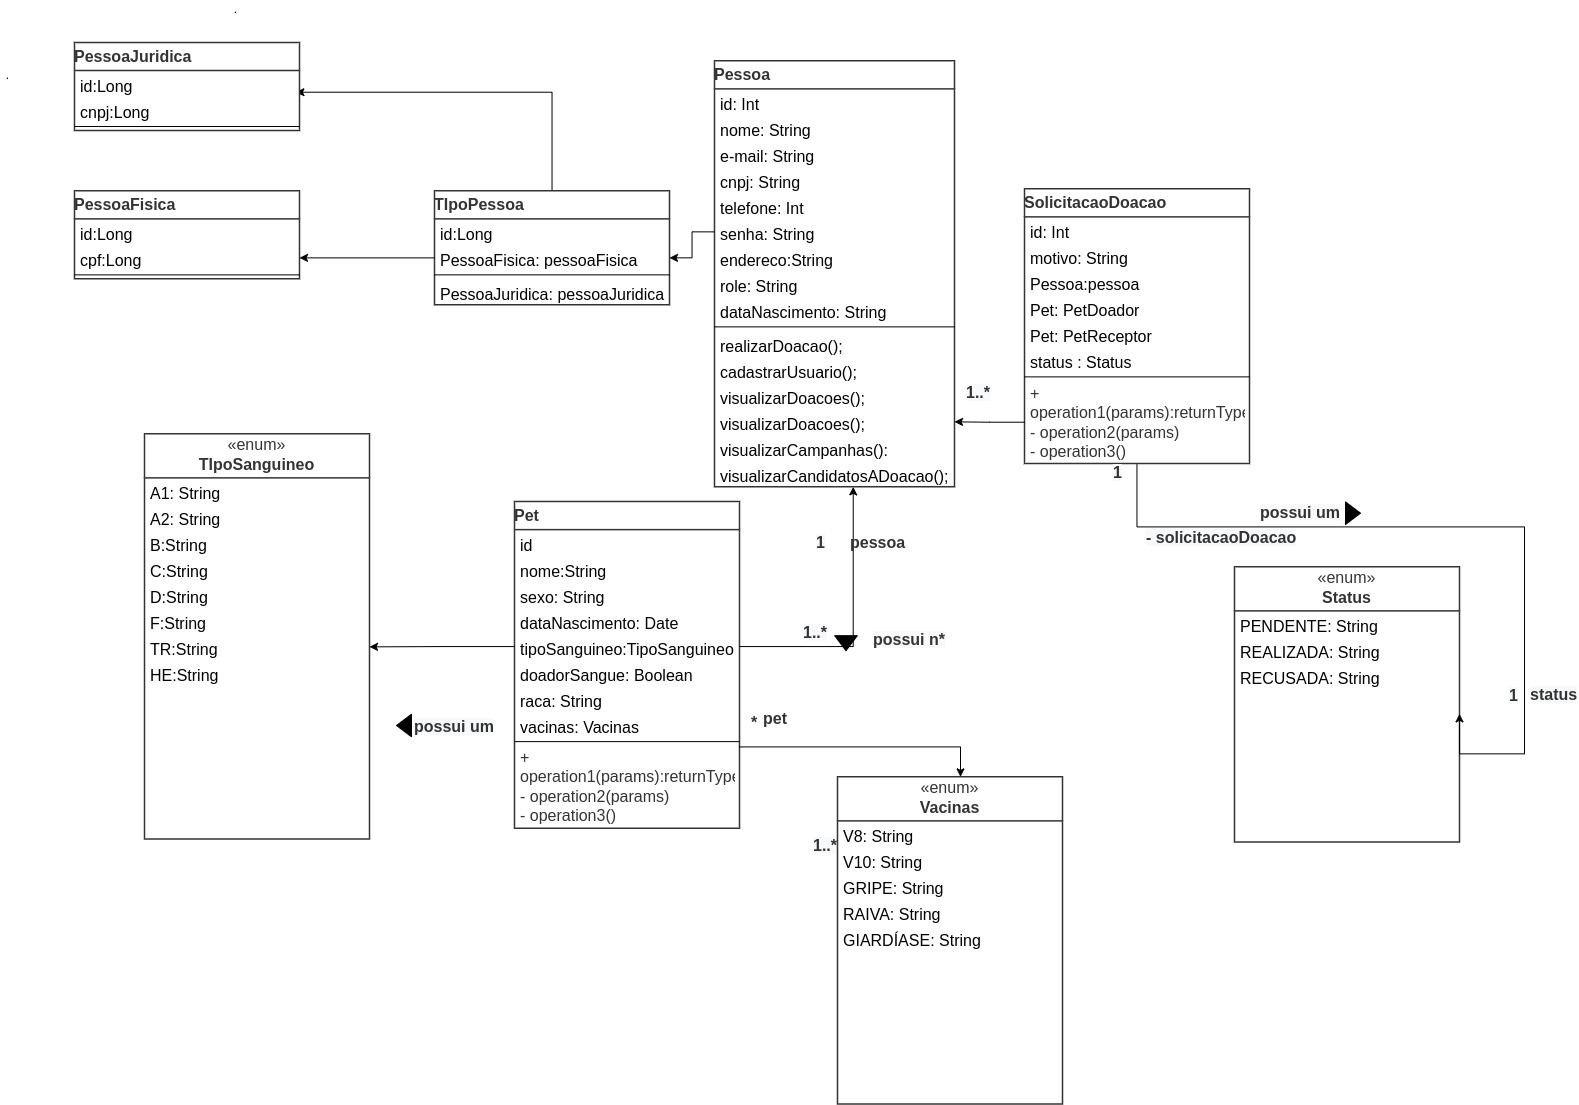 PessoaJuridica
id:Long
cnpj:Long
PessoaFisica
id:Long
cpf:Long
TIpoPessoa
id:Long
PessoaFisica: pessoaFisica
PessoaJuridica: pessoaJuridica
Pessoa
id: Int
nome: String
e-mail: String
cnpj: String
telefone: Int
senha: String
endereco:String
role: String
dataNascimento: String
realizarDoacao();
cadastrarUsuario();
visualizarDoacoes();
visualizarDoacoes();
visualizarCampanhas():
visualizarCandidatosADoacao();
SolicitacaoDoacao
id: Int
motivo: String
Pessoa:pessoa
Pet: PetDoador
Pet: PetReceptor
status : Status
+
operation1(params):returnType
- operation2(params)
- operation3()
1..*
1
possui um
- solicitacaoDoacao
«enum»
Status
PENDENTE: String
REALIZADA: String
RECUSADA: String
1 status
«enum»
TIpoSanguineo
A1: String
A2: String
B:String
C:String
D:String
F:String
TR:String
HE:String
possui um
Pet
id
nome:String
sexo: String
dataNascimento: Date
tipoSanguineo:TipoSanguineo
doadorSangue: Boolean
raca: String
vacinas: Vacinas
+
operation1(params):returnType
- operation2(params)
- operation3()
1 pessoa
1..* possui n*
* pet
«enum»
Vacinas
1..*
V8: String
V10: String
GRIPE: String
RAIVA: String
GIARDÍASE: String